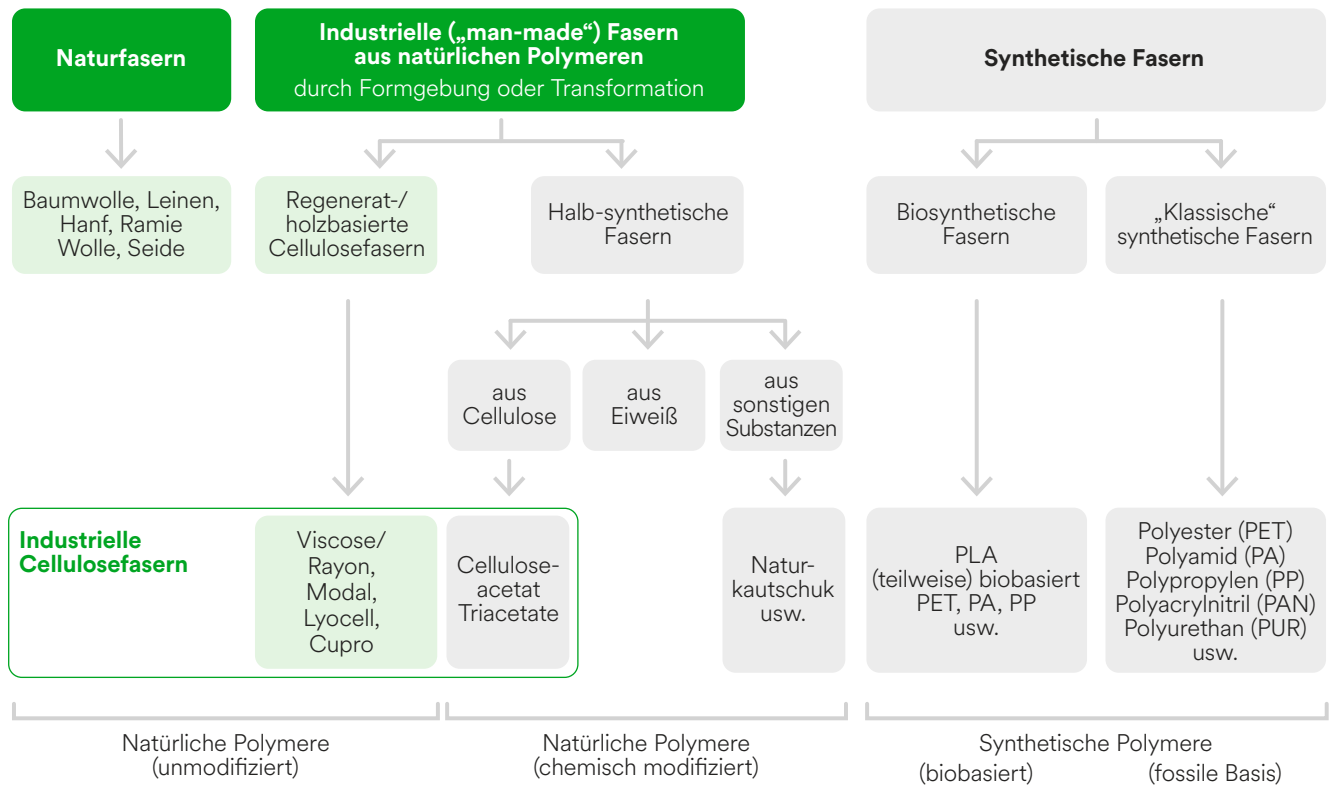 Naturfasern
Industrielle („man-made“) Fasern
aus natürlichen Polymeren
durch Formgebung oder Transformation
Synthetische Fasern
Baumwolle, Leinen,
Hanf, Ramie
Wolle, Seide
Regenerat-/
holzbasierte
Cellulosefasern
Halb-synthetische
Fasern
Biosynthetische
Fasern
„Klassische“
synthetische Fasern
aus
Cellulose
aus
Eiweiß
aus
sonstigen
Substanzen
Industrielle
Cellulosefasern
Viscose/
Rayon,
Modal,
Lyocell,
Cupro
Cellulose-
acetat
Triacetate
Natur-
kautschuk
usw.
PLA
(teilweise) biobasiert
PET, PA, PP
usw.
Polyester (PET)
Polyamid (PA)
Polypropylen (PP)
Polyacrylnitril (PAN)
Polyurethan (PUR)
usw.
Natürliche Polymere
(unmodifiziert)
Natürliche Polymere
(chemisch modifiziert)
Synthetische Polymere
(biobasiert)
(fossile Basis)